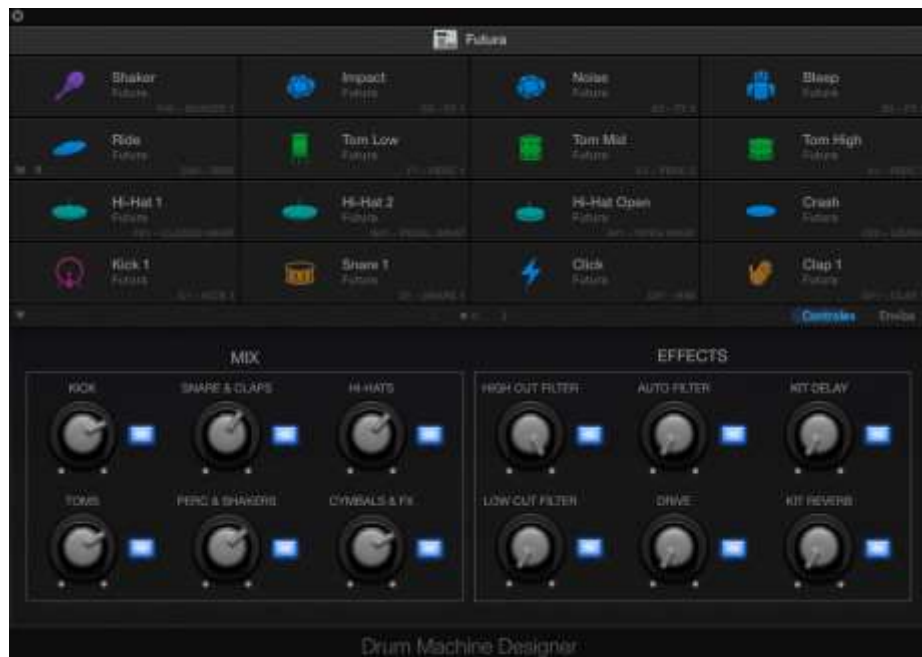 Futura
Shaker Impact Noise Bleep
Futura Futura Futura Futura
Ride Tom Low Tom Mid Tom High
Futura Futura Futura Futura
M S
Hi-Hat 1 Hi-Hat 2 Hi-Hat Open Crash
Futura Futura Futura Futura
Kick 1 Snare 1 Click Clap 1
Futura Futura Futura Futura
Controles Envíos
MIX EFFECTS
KICK SNARE & CLAPS HI-HATS HIGH CUT FILTER AUTO FILTER KIT DELAY
TOMS PERC & SHAKERS CYMBALS & FX LOW CUT FILTER DRIVE KIT REVERB
Drum Machine Designer